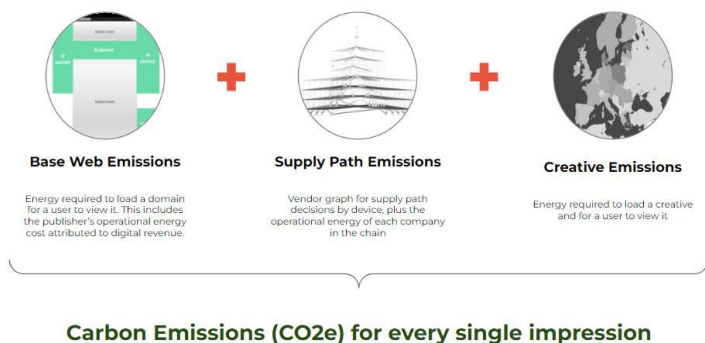 Ad placement
Base Web Emissions
Supply Path Emissions
Creative Emissions
Energy required to load a domain
for a user to view it. This includes
the publisher's operational energy
cost attributed to digital revenue.
Vendor graph for supply path
decisions by device, plus the
operational energy of each company
in the chain
Energy required to load a creative
and for a user to view it
Carbon Emissions (CO2e) for every single impression